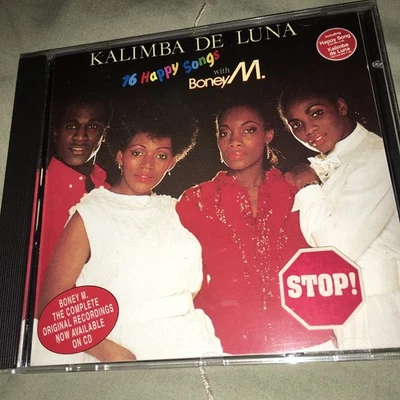 KALIMBA DE LUNA
16 Happy Songs
with
Boney M.
including
Happy Song
Kalimba
de Luna
STOP!
BONEY M.
THE COMPLETE
ORIGINAL RECORDINGS
NOW AVAILABLE
ON CD